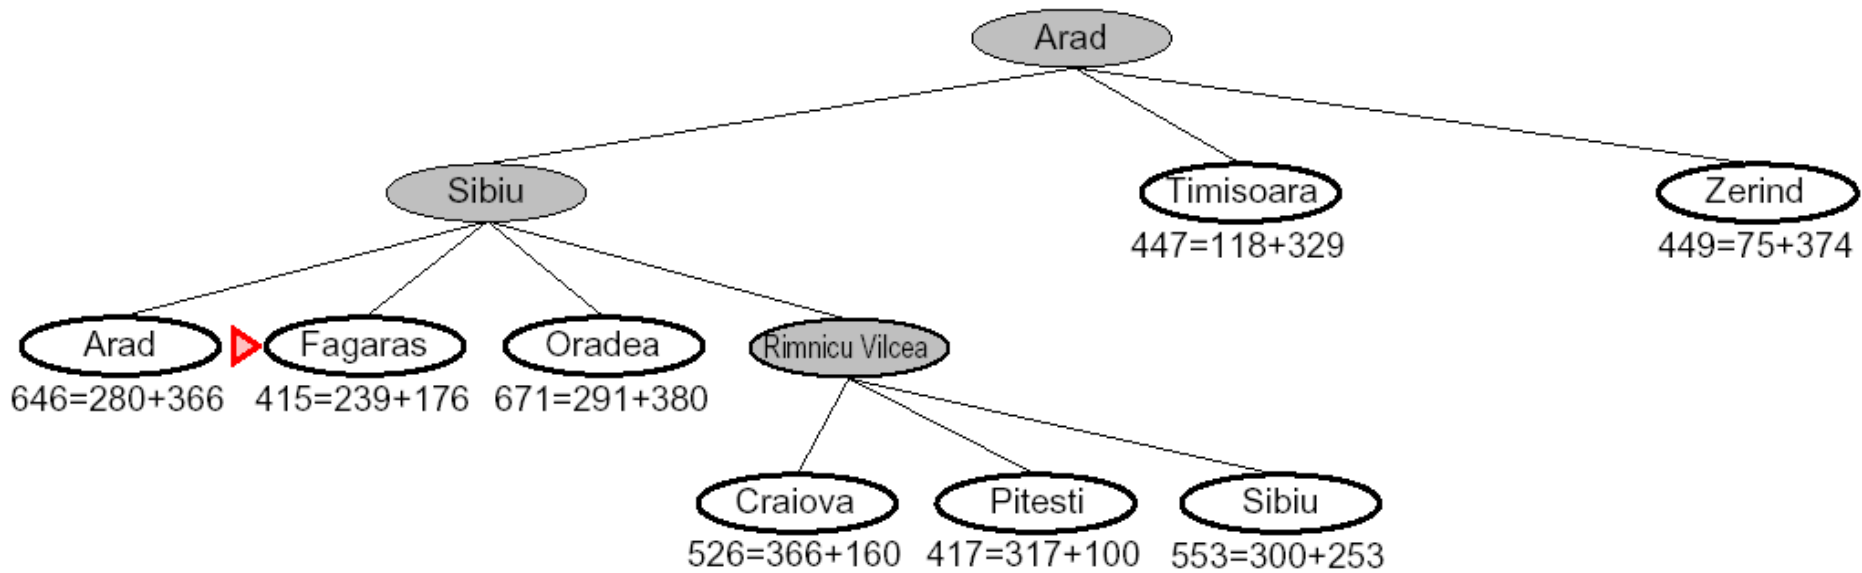 Arad
Sibiu
Timisoara
Zerind
447=118+329
449=75+374
Arad
Fagaras
Oradea
Rimnicu Vilcea
646=280+366
415=239+176
671=291+380
Craiova
Pitesti
Sibiu
526=366+160
417=317+100
553=300+253